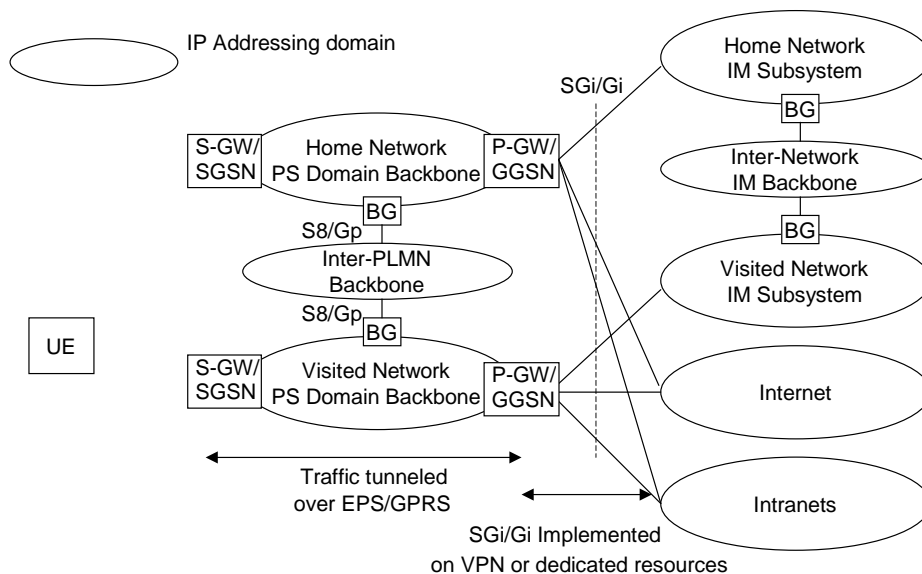 IP Addressing domain
Home Network
IM Subsystem
SGi/Gi
BG
S-GW/
SGSN
Home Network
PS Domain Backbone
P-GW/
GGSN
Inter-Network
IM Backbone
BG
S8/Gp
BG
Inter-PLMN
Backbone
Visited Network
IM Subsystem
S8/Gp
BG
UE
S-GW/
SGSN
Visited Network
PS Domain Backbone
P-GW/
GGSN
Internet
Traffic tunneled
over EPS/GPRS
Intranets
SGi/Gi Implemented
on VPN or dedicated resources